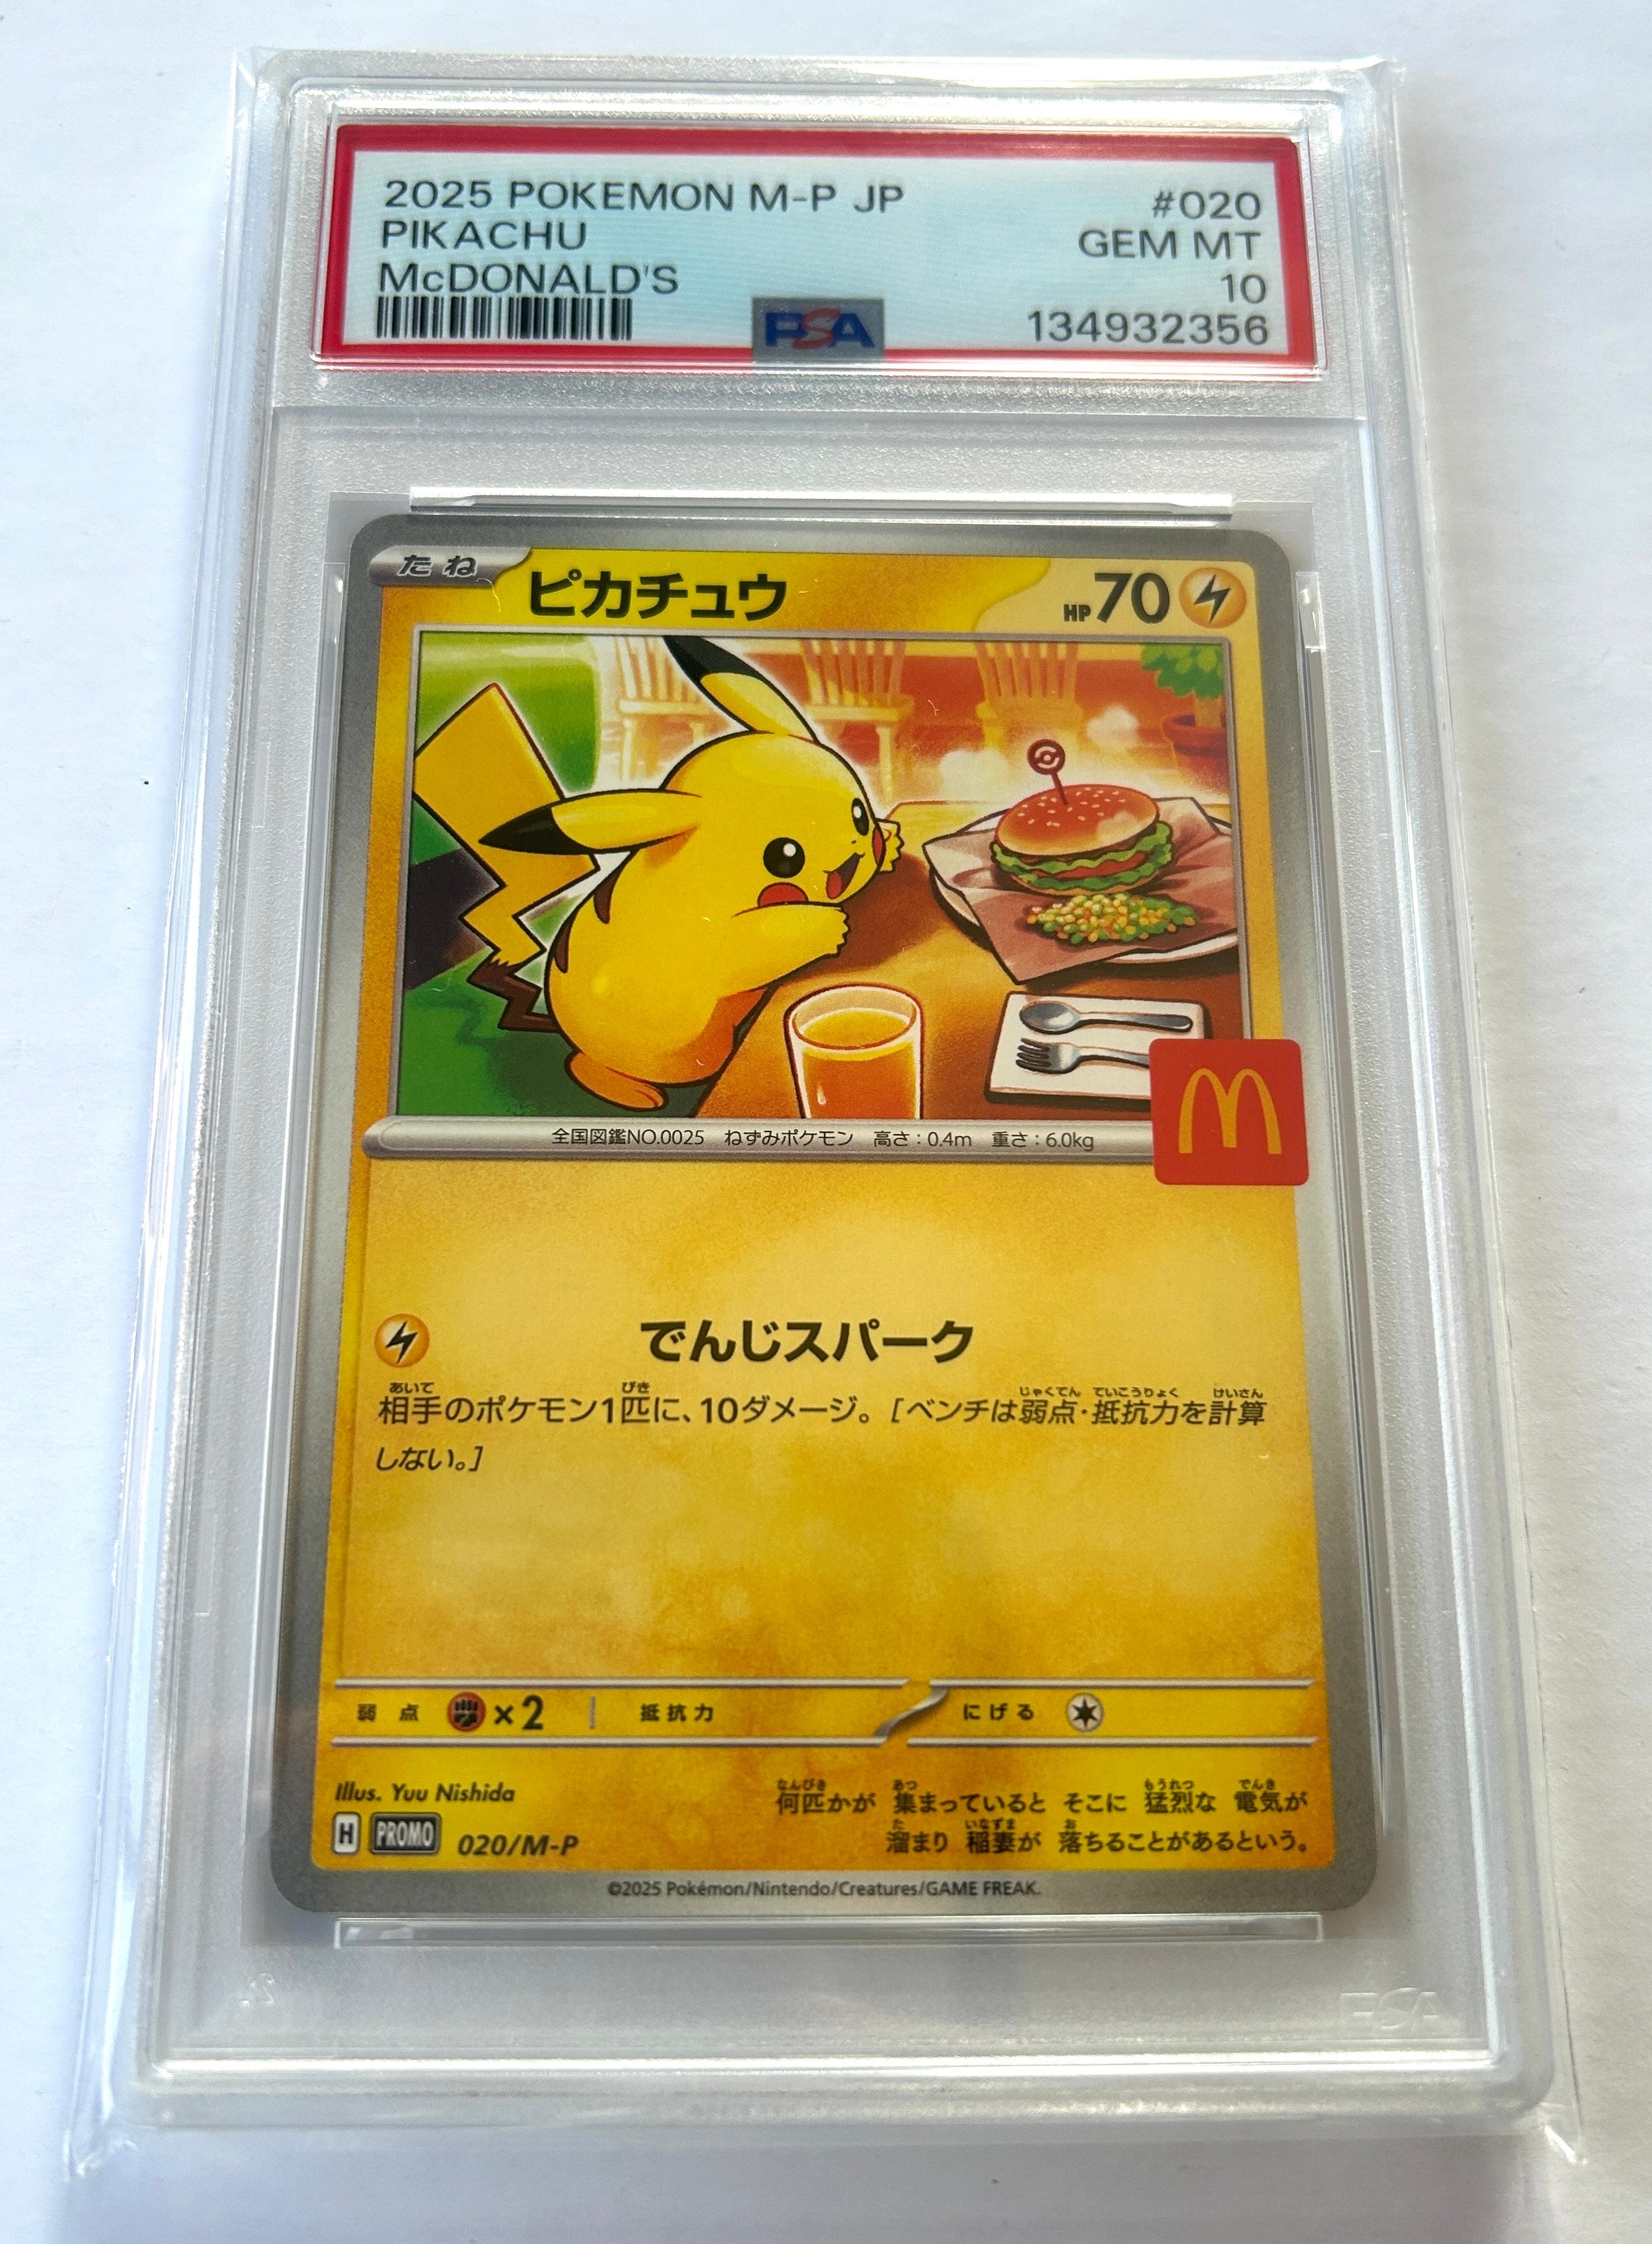 2025 POKEMON M-P JP #020
PIKACHU GEM MT
McDONALD'S 10
PSA 134932356
たね ピカチュウ HP70
全国図鑑NO.0025 ねずみポケモン 高さ:0.4m 重さ:6.0kg
でんじスパーク
相手のポケモン1匹に、10ダメージ。[ベンチは弱点・抵抗力を計算
しない。]
弱点 ×2 抵抗力 にげる
Illus. Yuu Nishida
何匹かが 集まっていると そこに 猛烈な 電気が
溜まり 稲妻が 落ちることがあるという。
H PROMO 020/M-P
©2025 Pokémon/Nintendo/Creatures/GAME FREAK.
PSA